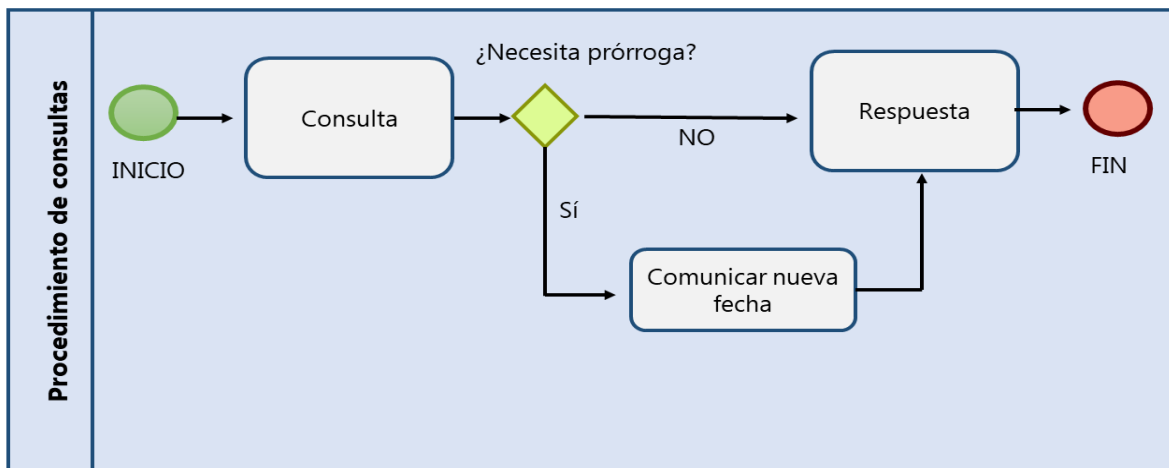 Procedimiento de consultas
¿Necesita prórroga?
INICIO
Consulta
NO
Sí
Comunicar nueva
fecha
Respuesta
FIN